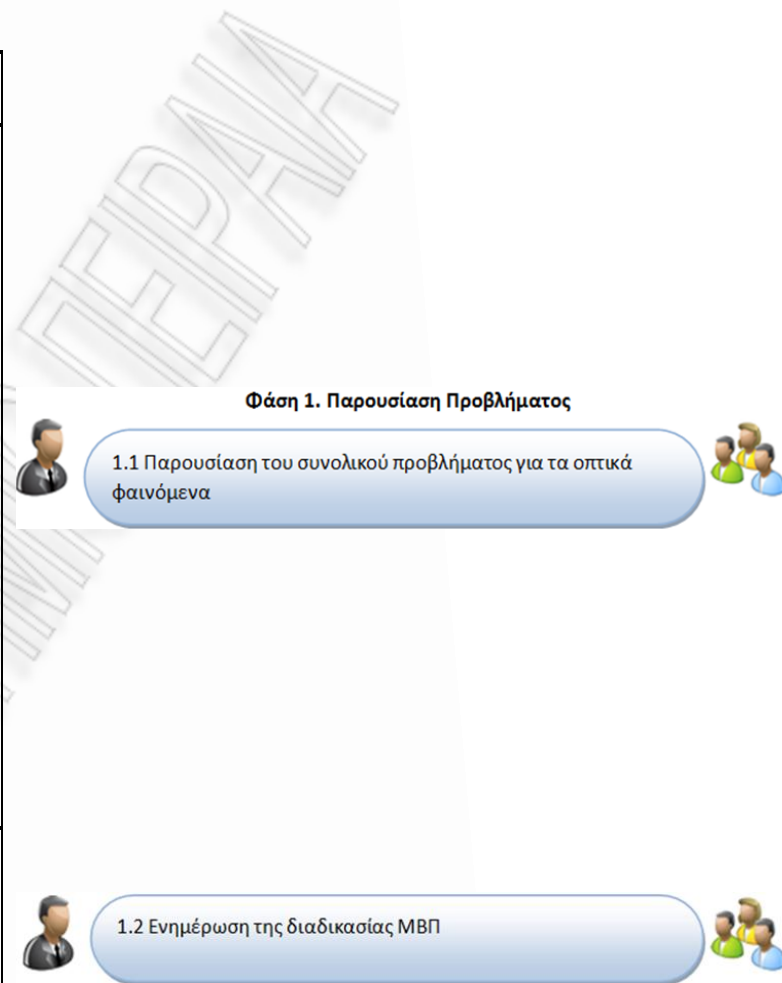 Φάση 1. Παρουσίαση Προβλήματος
1.1 Παρουσίαση του συνολικού προβλήματος για τα οπτικά
φαινόμενα
1.2 Ενημέρωση της διαδικασίας ΜΒΠ
ΠΕΙΡΑΙΑ